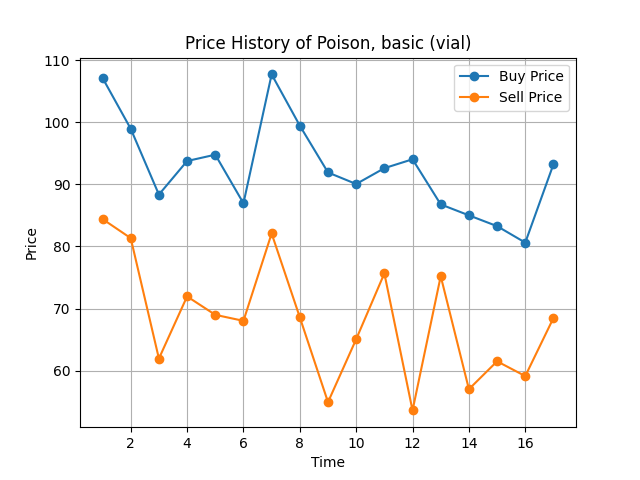 Price History of Poison, basic (vial)
Buy Price
Sell Price
110
100
90
80
70
60
Price
2 4 6 8 10 12 14 16
Time